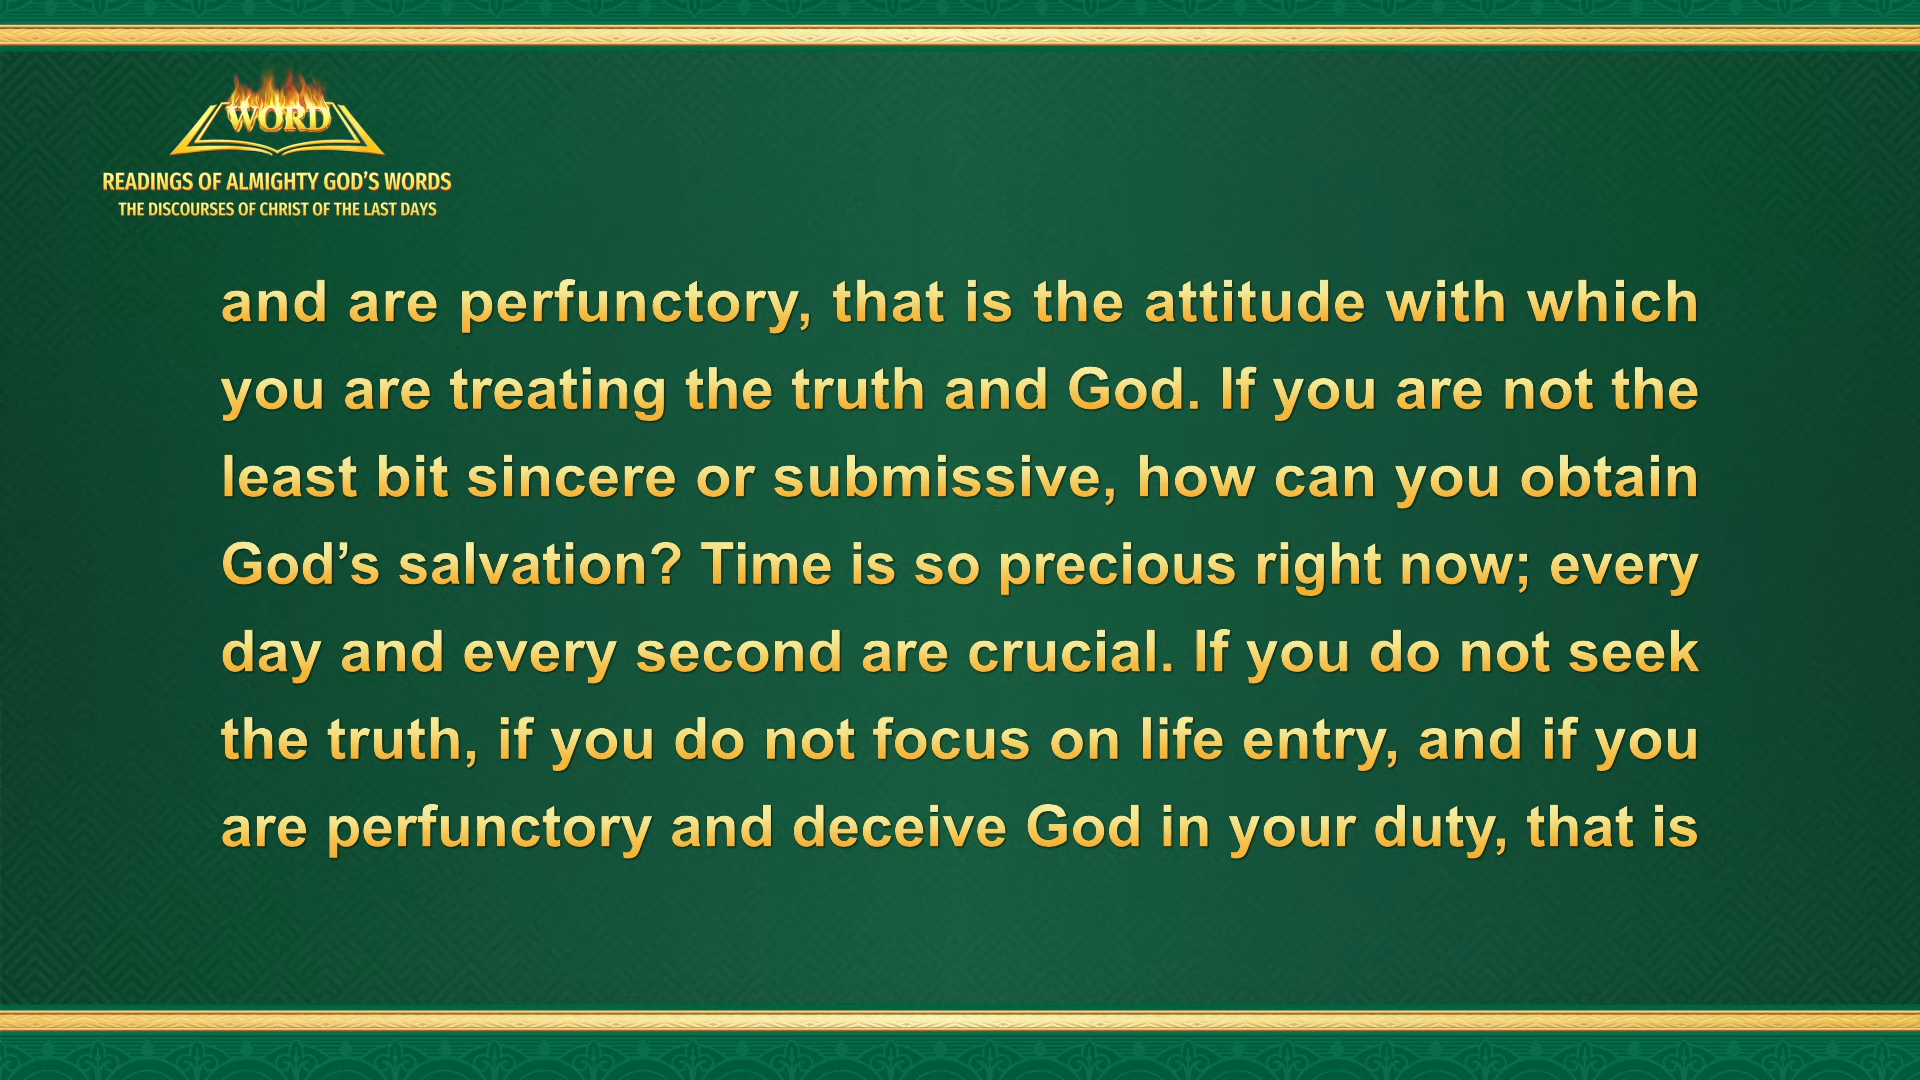 WORD
READINGS OF ALMIGHTY GOD’S WORDS
THE DISCOURSES OF CHRIST OF THE LAST DAYS
and are perfunctory, that is the attitude with which
you are treating the truth and God. If you are not the
least bit sincere or submissive, how can you obtain
God’s salvation? Time is so precious right now; every
day and every second are crucial. If you do not seek
the truth, if you do not focus on life entry, and if you
are perfunctory and deceive God in your duty, that is